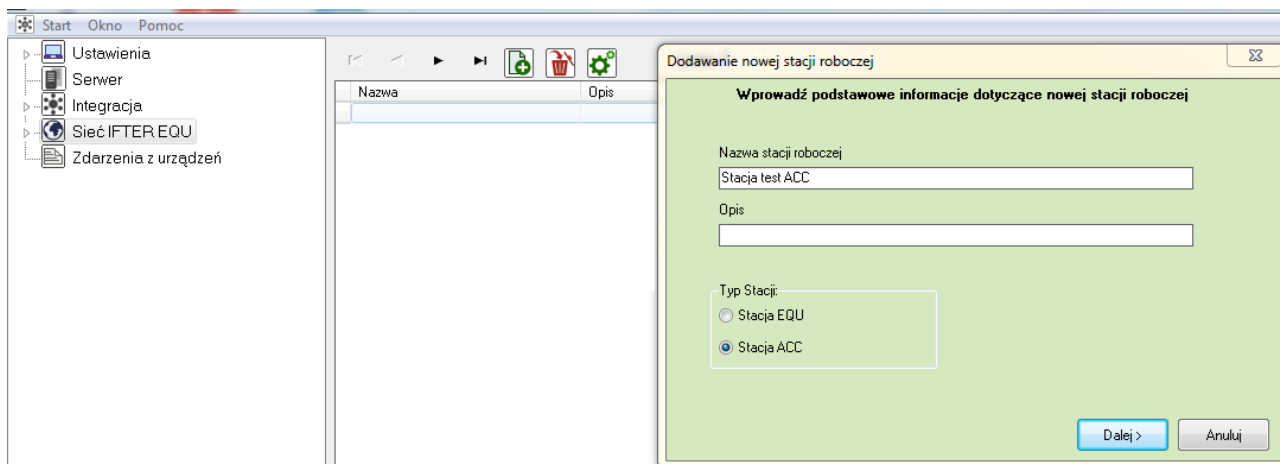 Start Okno Pomoc
Ustawienia
Serwer
Integracja
Sieć IFTER EQU
Zdarzenia z urządzeń
Nazwa Opis
Dodawanie nowej stacji roboczej
Wprowadź podstawowe informacje dotyczące nowej stacji roboczej
Nazwa stacji roboczej
Stacja test ACC
Opis
Typ Stacji:
Stacja EQU
Stacja ACC
Dalej > Anuluj